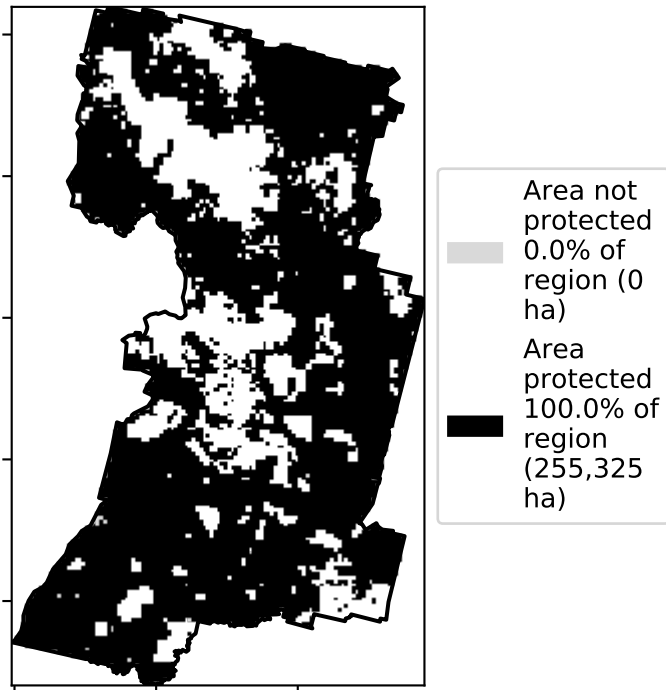 Area not
protected
0.0% of
region (0
ha)
Area
protected
100.0% of
region
(255,325
ha)